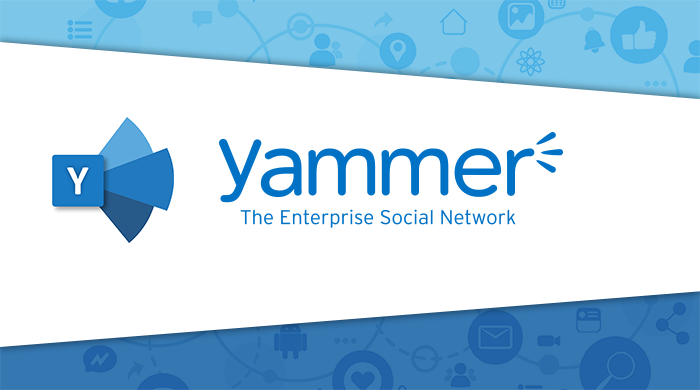 Y
yammer
The Enterprise Social Network